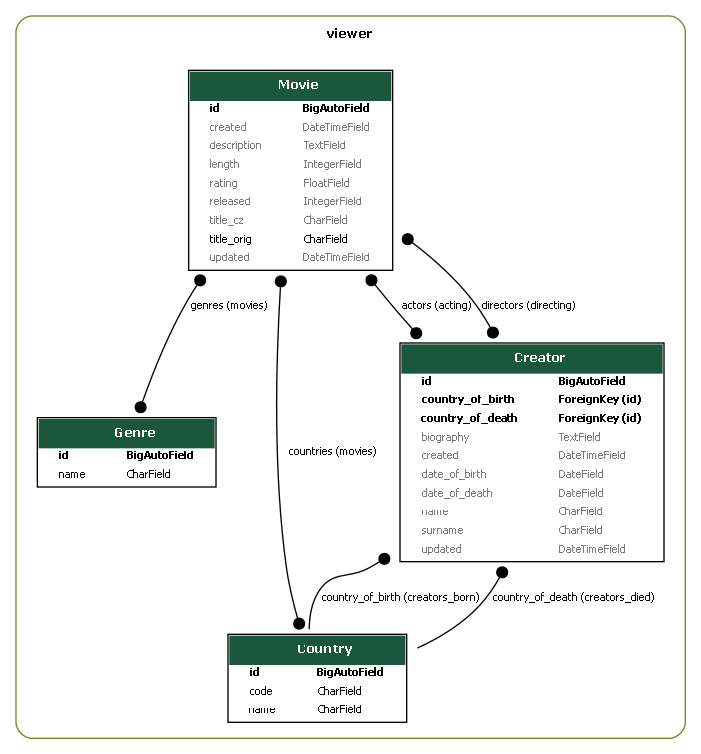 viewer
Movie
id BigAutoField
created DateTimeField
description TextField
length IntegerField
rating FloatField
released IntegerField
title_cz CharField
title_orig CharField
updated DateTimeField
genres (movies)
actors (acting)
directors (directing)
Creator
id BigAutoField
country_of_birth ForeignKey (id)
country_of_death ForeignKey (id)
biography TextField
created DateTimeField
date_of_birth DateField
date_of_death DateField
name CharField
surname CharField
updated DateTimeField
Genre
id BigAutoField
name CharField
countries (movies)
country_of_birth (creators_born)
country_of_death (creators_died)
Country
id BigAutoField
code CharField
name CharField